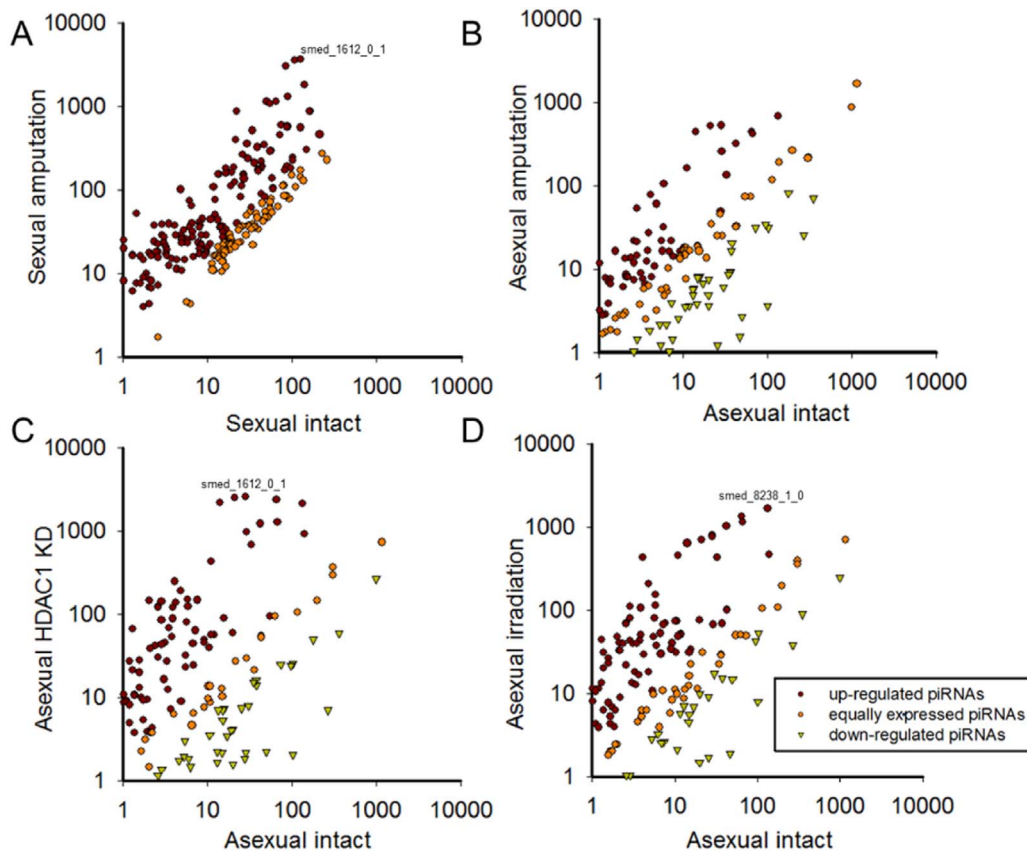 A
10000
1000
100
10
1
smed_1612_0_1
Sexual amputation
1 10 100 1000 10000
Sexual intact
B
10000
1000
100
10
1
Asexual amputation
1 10 100 1000 10000
Asexual intact
C
10000
1000
100
10
1
smed_1612_0_1
Asexual HDAC1 KD
1 10 100 1000 10000
Asexual intact
D
10000
1000
100
10
1
smed_8238_1_0
Asexual irradiation
1 10 100 1000 10000
Asexual intact
up-regulated piRNAs
equally expressed piRNAs
down-regulated piRNAs